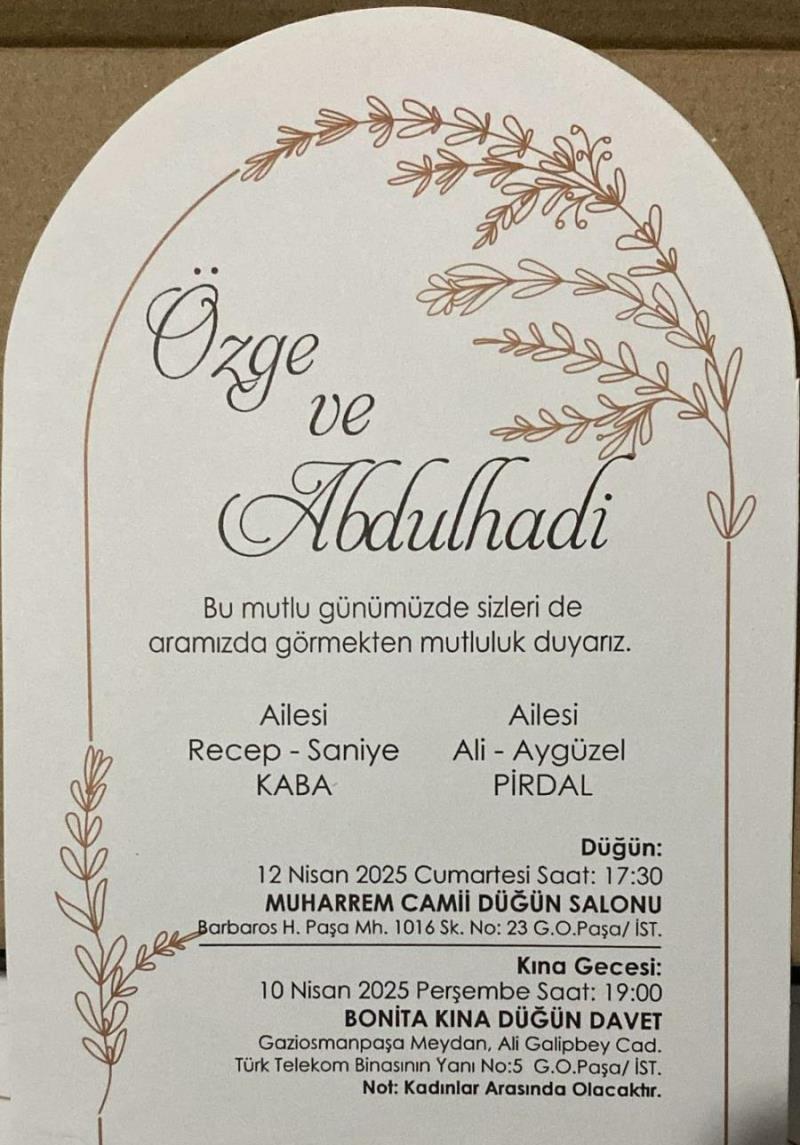 Özge
ve
Abdulhadi
Bu mutlu günümüzde sizleri de
aramızda görmekten mutluluk duyarız.
Ailesi
Recep - Saniye
KABA
Ailesi
Ali - Aygüzel
PİRDAL
Düğün:
12 Nisan 2025 Cumartesi Saat: 17:30
MUHARREM CAMİİ DÜĞÜN SALONU
Barbaros H. Paşa Mh. 1016 Sk. No: 23 G.O.Paşa/ İST.
Kına Gecesi:
10 Nisan 2025 Perşembe Saat: 19:00
BONİTA KINA DÜĞÜN DAVET
Gaziosmanpaşa Meydan, Ali Galipbey Cad.
Türk Telekom Binasının Yanı No:5 G.O.Paşa/ İST.
Not: Kadınlar Arasında Olacaktır.